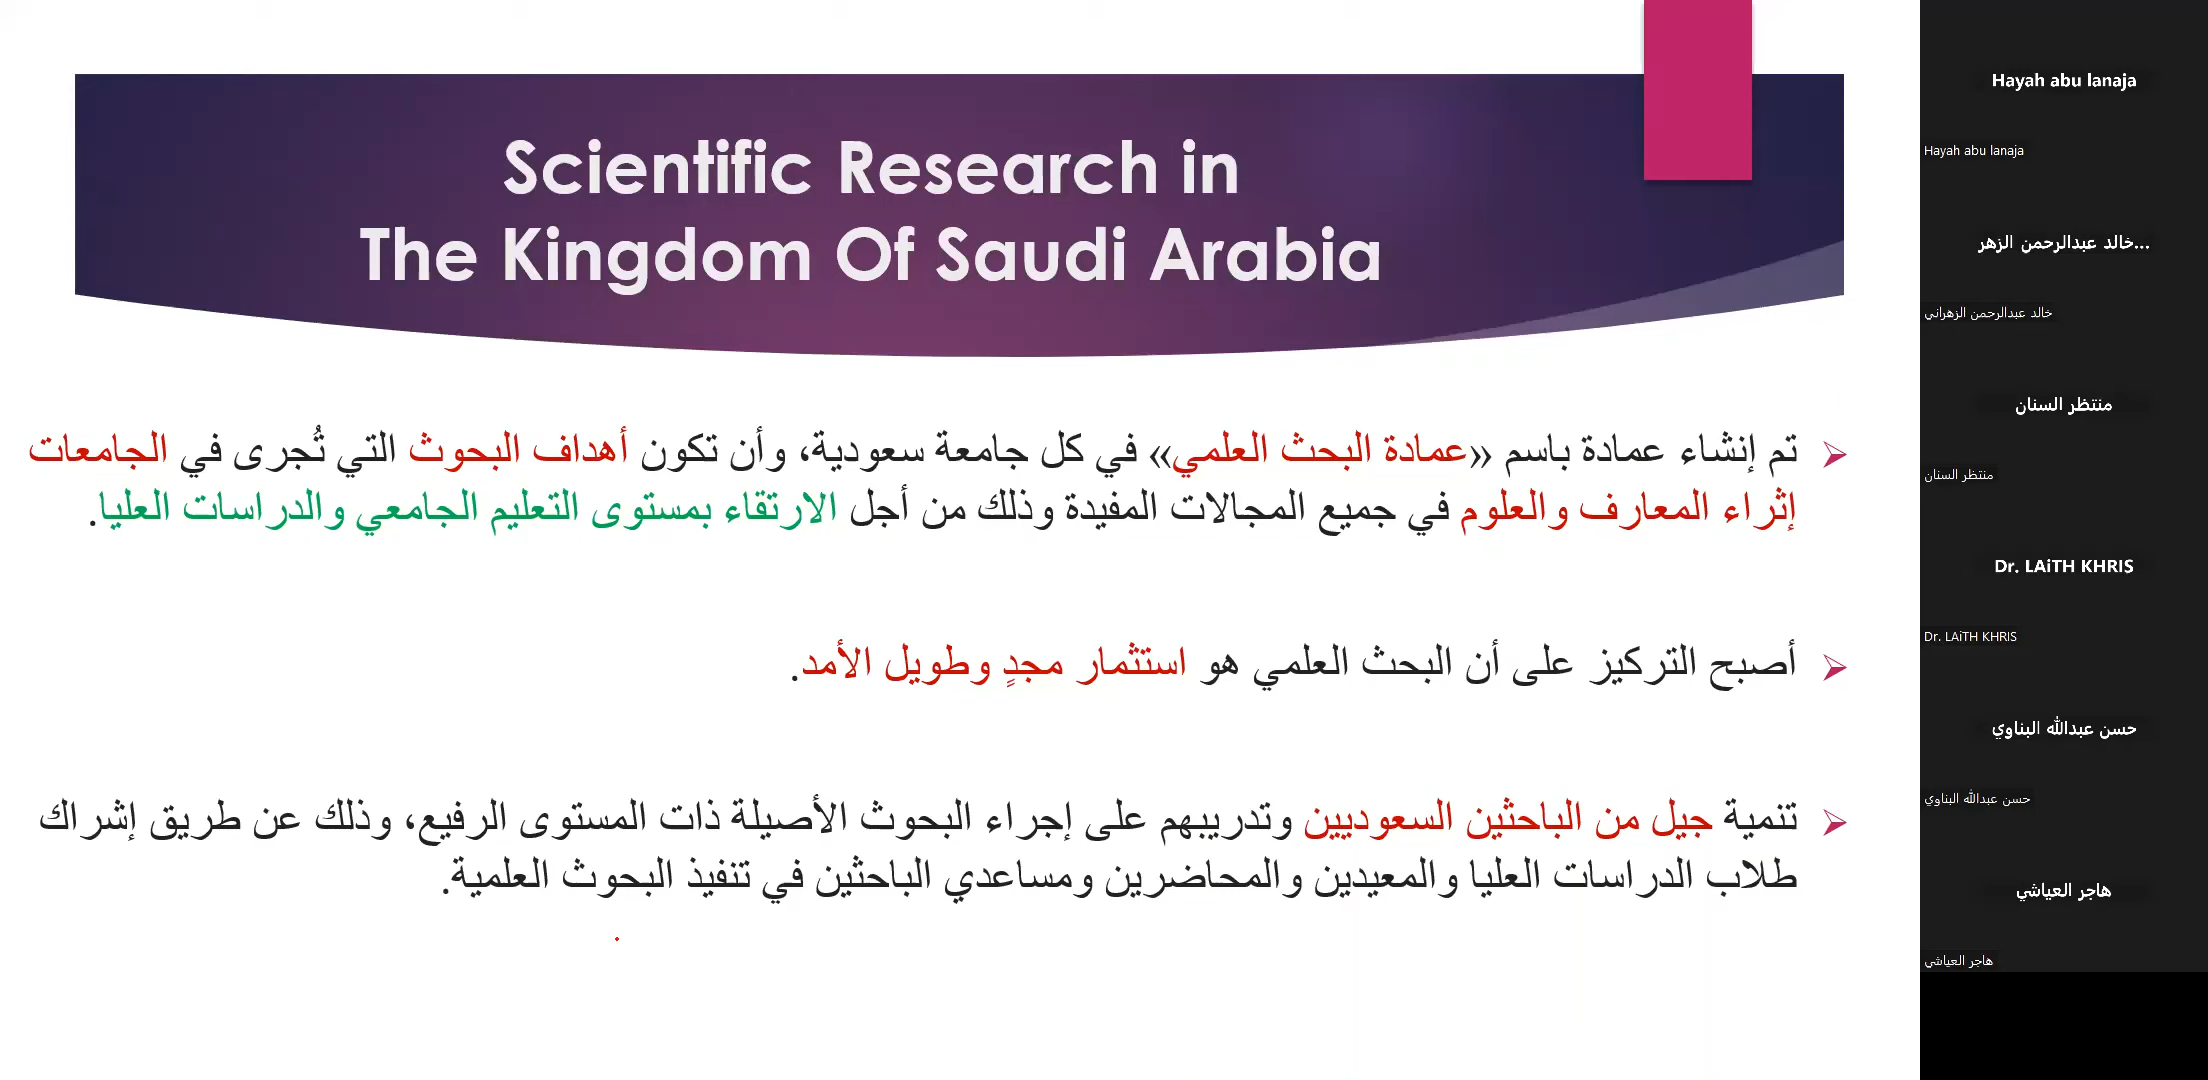 Scientific Research in
The Kingdom Of Saudi Arabia
تم إنشاء عمادة باسم «عمادة البحث العلمي» في كل جامعة سعودية، وأن تكون أهداف البحوث التي تُجرى في الجامعات
إثراء المعارف والعلوم في جميع المجالات المفيدة وذلك من أجل الارتقاء بمستوى التعليم الجامعي والدراسات العليا.
أصبح التركيز على أن البحث العلمي هو استثمار مجدٍ وطويل الأمد.
تنمية جيل من الباحثين السعوديين وتدريبهم على إجراء البحوث الأصيلة ذات المستوى الرفيع، وذلك عن طريق إشراك
طلاب الدراسات العليا والمعيدين والمحاضرين ومساعدي الباحثين في تنفيذ البحوث العلمية.
Hayah abu lanaja
Hayah abu lanaja
خالد عبدالرحمن الزهر...
خالد عبدالرحمن الزهراني
منتظر السنان
منتظر السنان
Dr. LAiTH KHRIS
Dr. LAiTH KHRIS
حسن عبدالله البناوي
حسن عبدالله البناوي
هاجر العياشي
هاجر العياشي